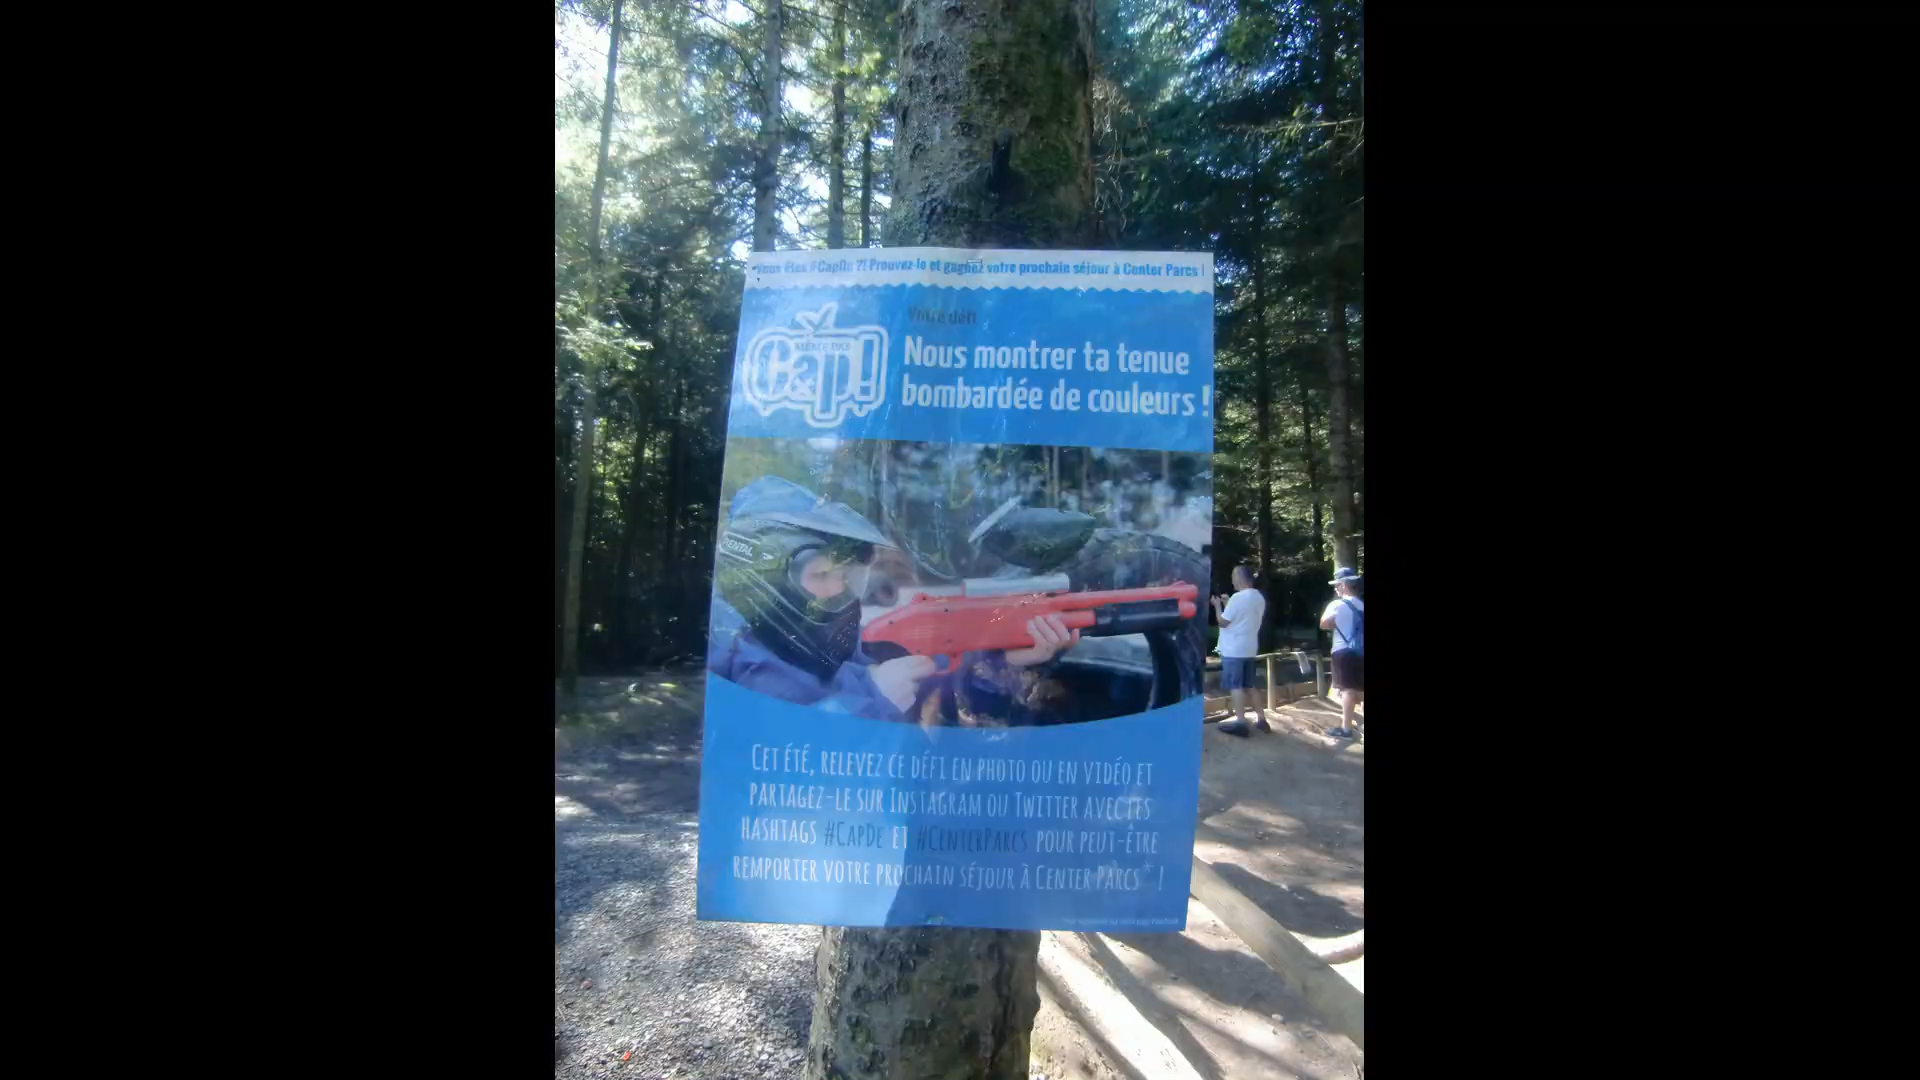 Vous êtes #CapDe ?! Prouvez-le et gagnez votre prochain séjour à Center Parcs !
Votre défi
Cap!
Nous montrer ta tenue
bombardée de couleurs !
RENTAL
CET ÉTÉ, RELEVEZ CE DÉFI EN PHOTO OU EN VIDÉO ET
PARTAGEZ-LE SUR INSTAGRAM OU TWITTER AVEC LES
HASHTAGS #CAPDE ET #CENTERPARCS POUR PEUT-ÊTRE
REMPORTER VOTRE PROCHAIN SÉJOUR À CENTER PARCS* !